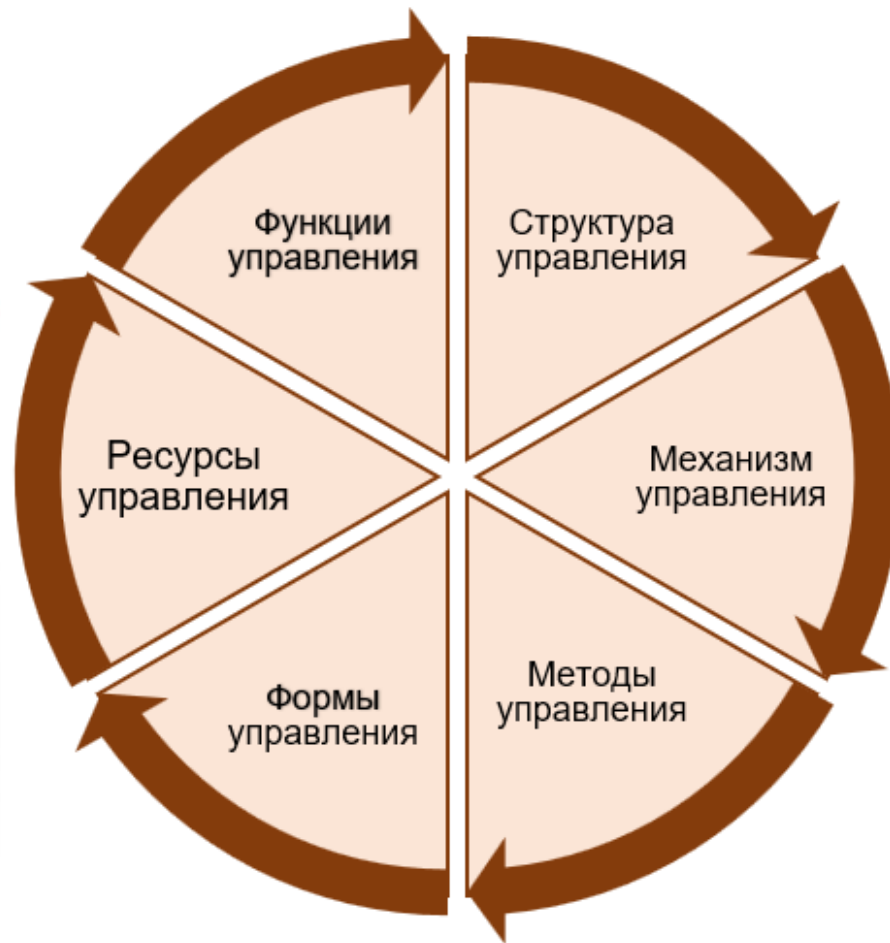 Функции
управления
Структура
управления
Ресурсы
управления
Механизм
управления
Формы
управления
Методы
управления